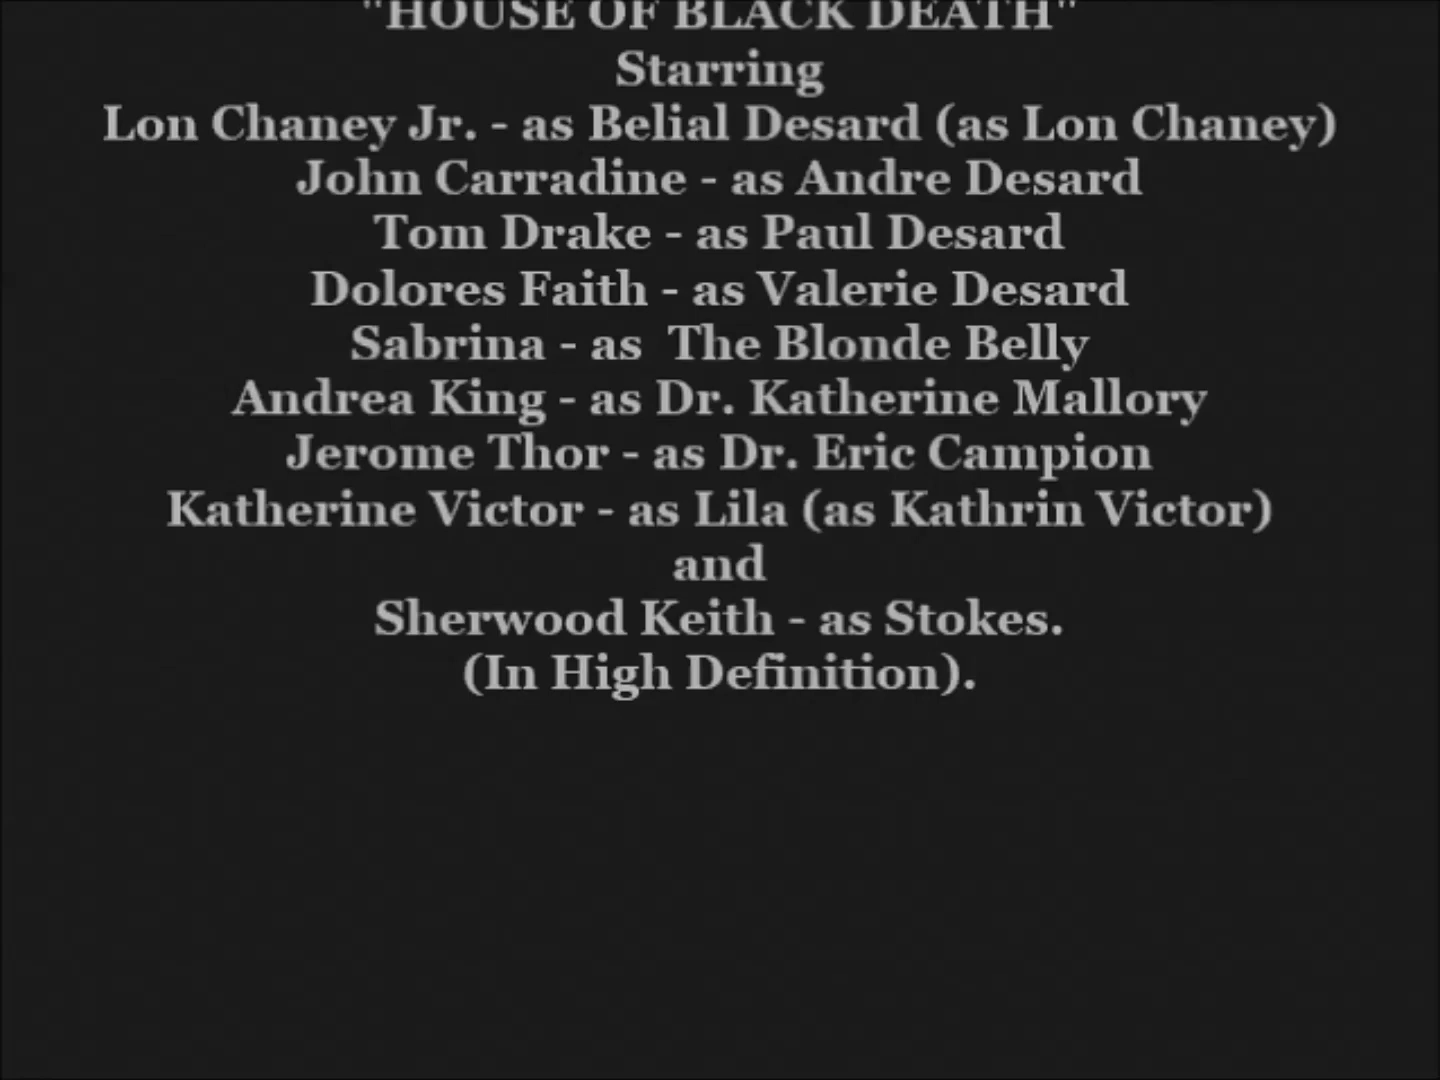 "HOUSE OF BLACK DEATH"
Starring
Lon Chaney Jr. - as Belial Desard (as Lon Chaney)
John Carradine - as Andre Desard
Tom Drake - as Paul Desard
Dolores Faith - as Valerie Desard
Sabrina - as  The Blonde Belly
Andrea King - as Dr. Katherine Mallory
Jerome Thor - as Dr. Eric Campion
Katherine Victor - as Lila (as Kathrin Victor)
and
Sherwood Keith - as Stokes.
(In High Definition).